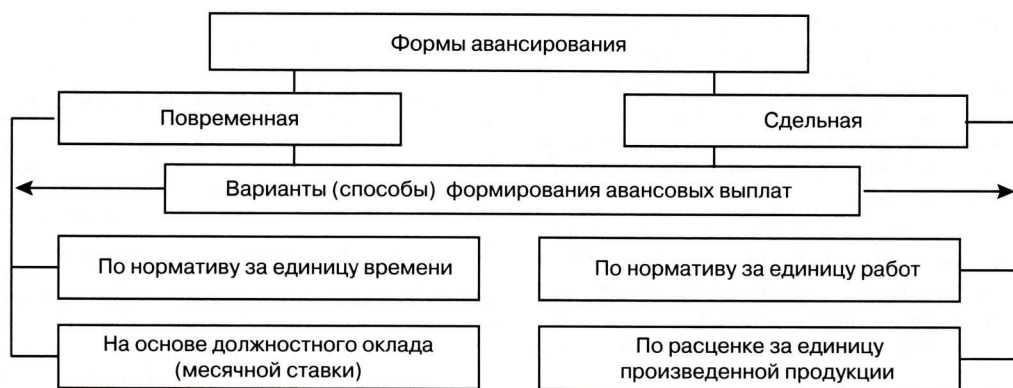 Формы авансирования
Повременная
Сдельная
Варианты (способы) формирования авансовых выплат
По нормативу за единицу времени
По нормативу за единицу работ
На основе должностного оклада
(месячной ставки)
По расценке за единицу
произведенной продукции